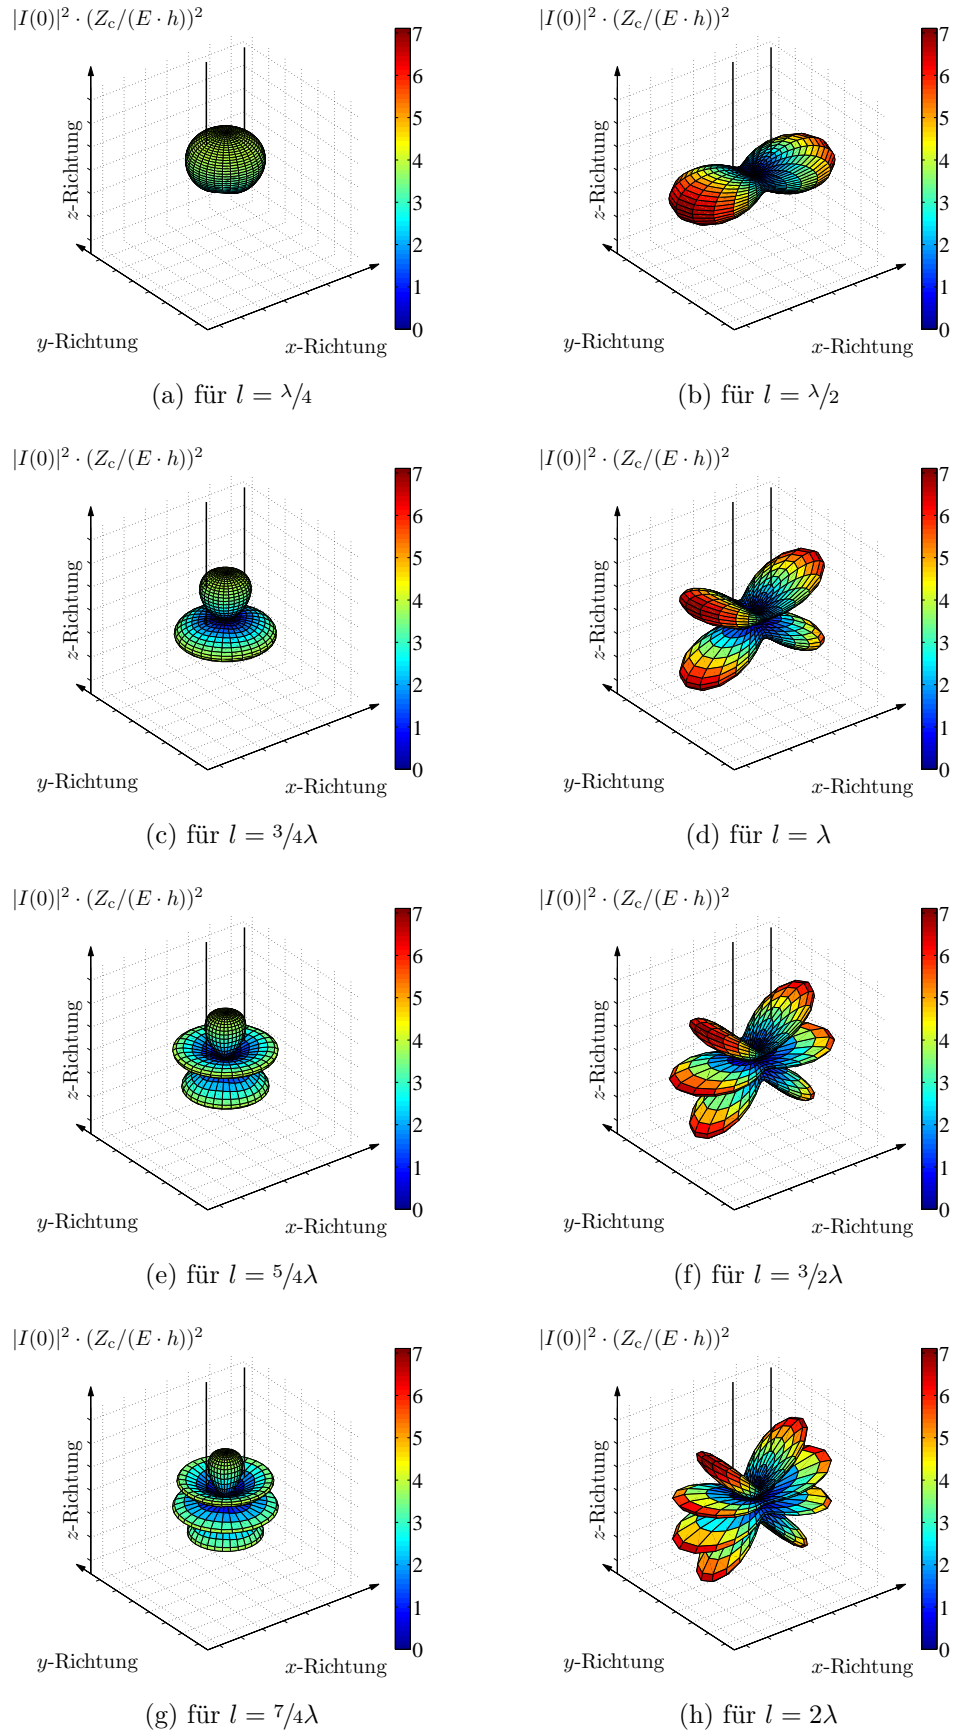 |I(0)|² · (Z_c/(E · h))² |I(0)|² · (Z_c/(E · h))²
7 6 5 4 3 2 1 0
z-Richtung
y-Richtung
x-Richtung
7 6 5 4 3 2 1 0
z-Richtung
y-Richtung
x-Richtung
(a) für l = λ/4
(b) für l = λ/2
|I(0)|² · (Z_c/(E · h))² |I(0)|² · (Z_c/(E · h))²
7 6 5 4 3 2 1 0
z-Richtung
y-Richtung
x-Richtung
7 6 5 4 3 2 1 0
z-Richtung
y-Richtung
x-Richtung
(c) für l = 3/4λ
(d) für l = λ
|I(0)|² · (Z_c/(E · h))² |I(0)|² · (Z_c/(E · h))²
7 6 5 4 3 2 1 0
z-Richtung
y-Richtung
x-Richtung
7 6 5 4 3 2 1 0
z-Richtung
y-Richtung
x-Richtung
(e) für l = 5/4λ
(f) für l = 3/2λ
|I(0)|² · (Z_c/(E · h))² |I(0)|² · (Z_c/(E · h))²
7 6 5 4 3 2 1 0
z-Richtung
y-Richtung
x-Richtung
7 6 5 4 3 2 1 0
z-Richtung
y-Richtung
x-Richtung
(g) für l = 7/4λ
(h) für l = 2λ